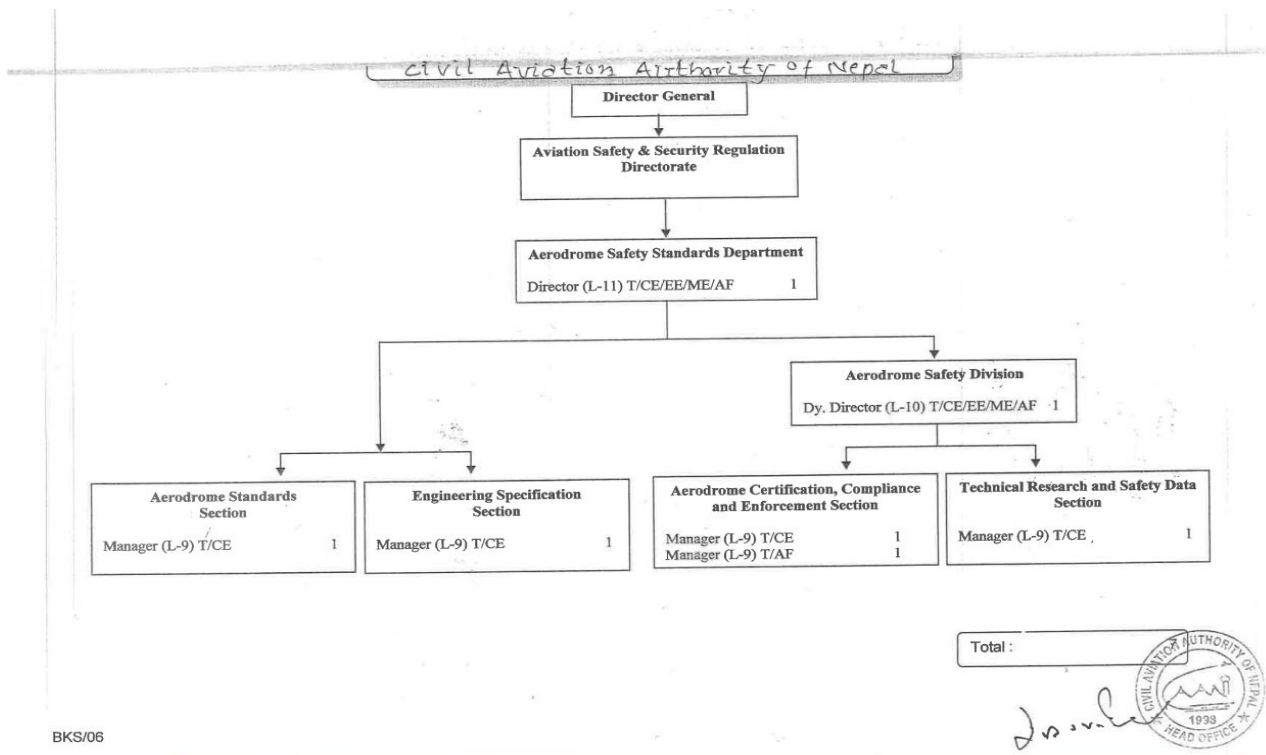 Civil Aviation Authority of Nepal
Director General
Aviation Safety & Security Regulation
Directorate
Aerodrome Safety Standards Department
Director (L-11) T/CE/EE/ME/AF 1
Aerodrome Safety Division
Dy. Director (L-10) T/CE/EE/ME/AF 1
Aerodrome Standards
Section
Manager (L-9) T/CE 1
Engineering Specification
Section
Manager (L-9) T/CE 1
Aerodrome Certification, Compliance
and Enforcement Section
Manager (L-9) T/CE 1
Manager (L-9) T/AF 1
Technical Research and Safety Data
Section
Manager (L-9) T/CE 1
Total :
CIVIL AVIATION AUTHORITY OF NEPAL
1998
HEAD OFFICE
BKS/06